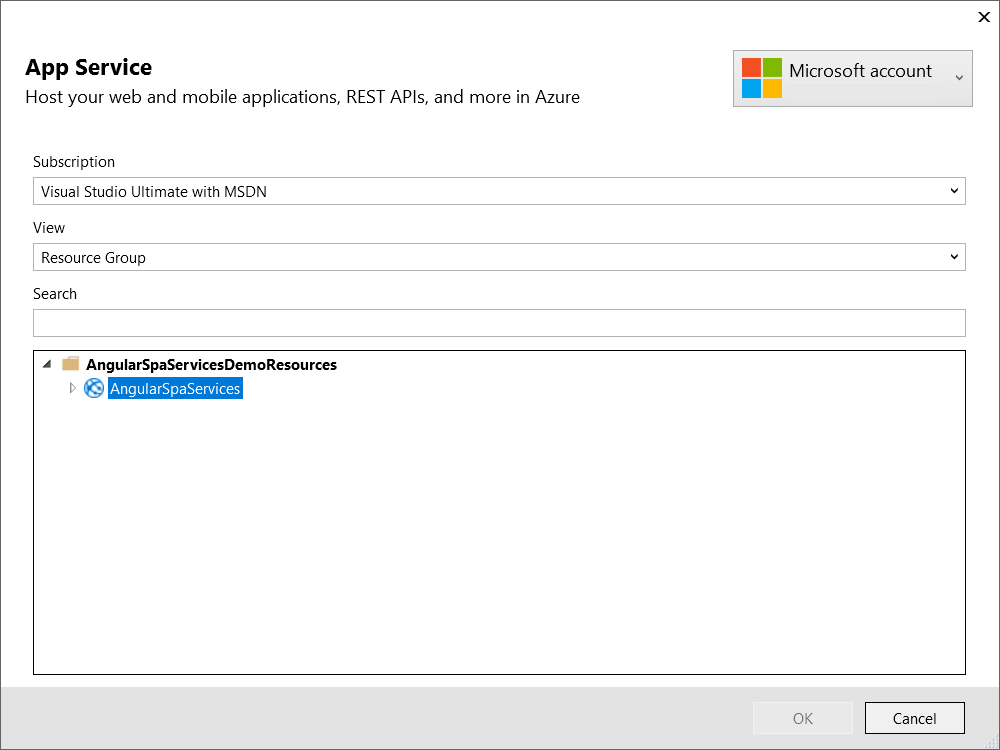 App Service
Host your web and mobile applications, REST APIs, and more in Azure
Microsoft account
Subscription
Visual Studio Ultimate with MSDN
View
Resource Group
Search
AngularSpaServicesDemoResources
AngularSpaServices
OK
Cancel